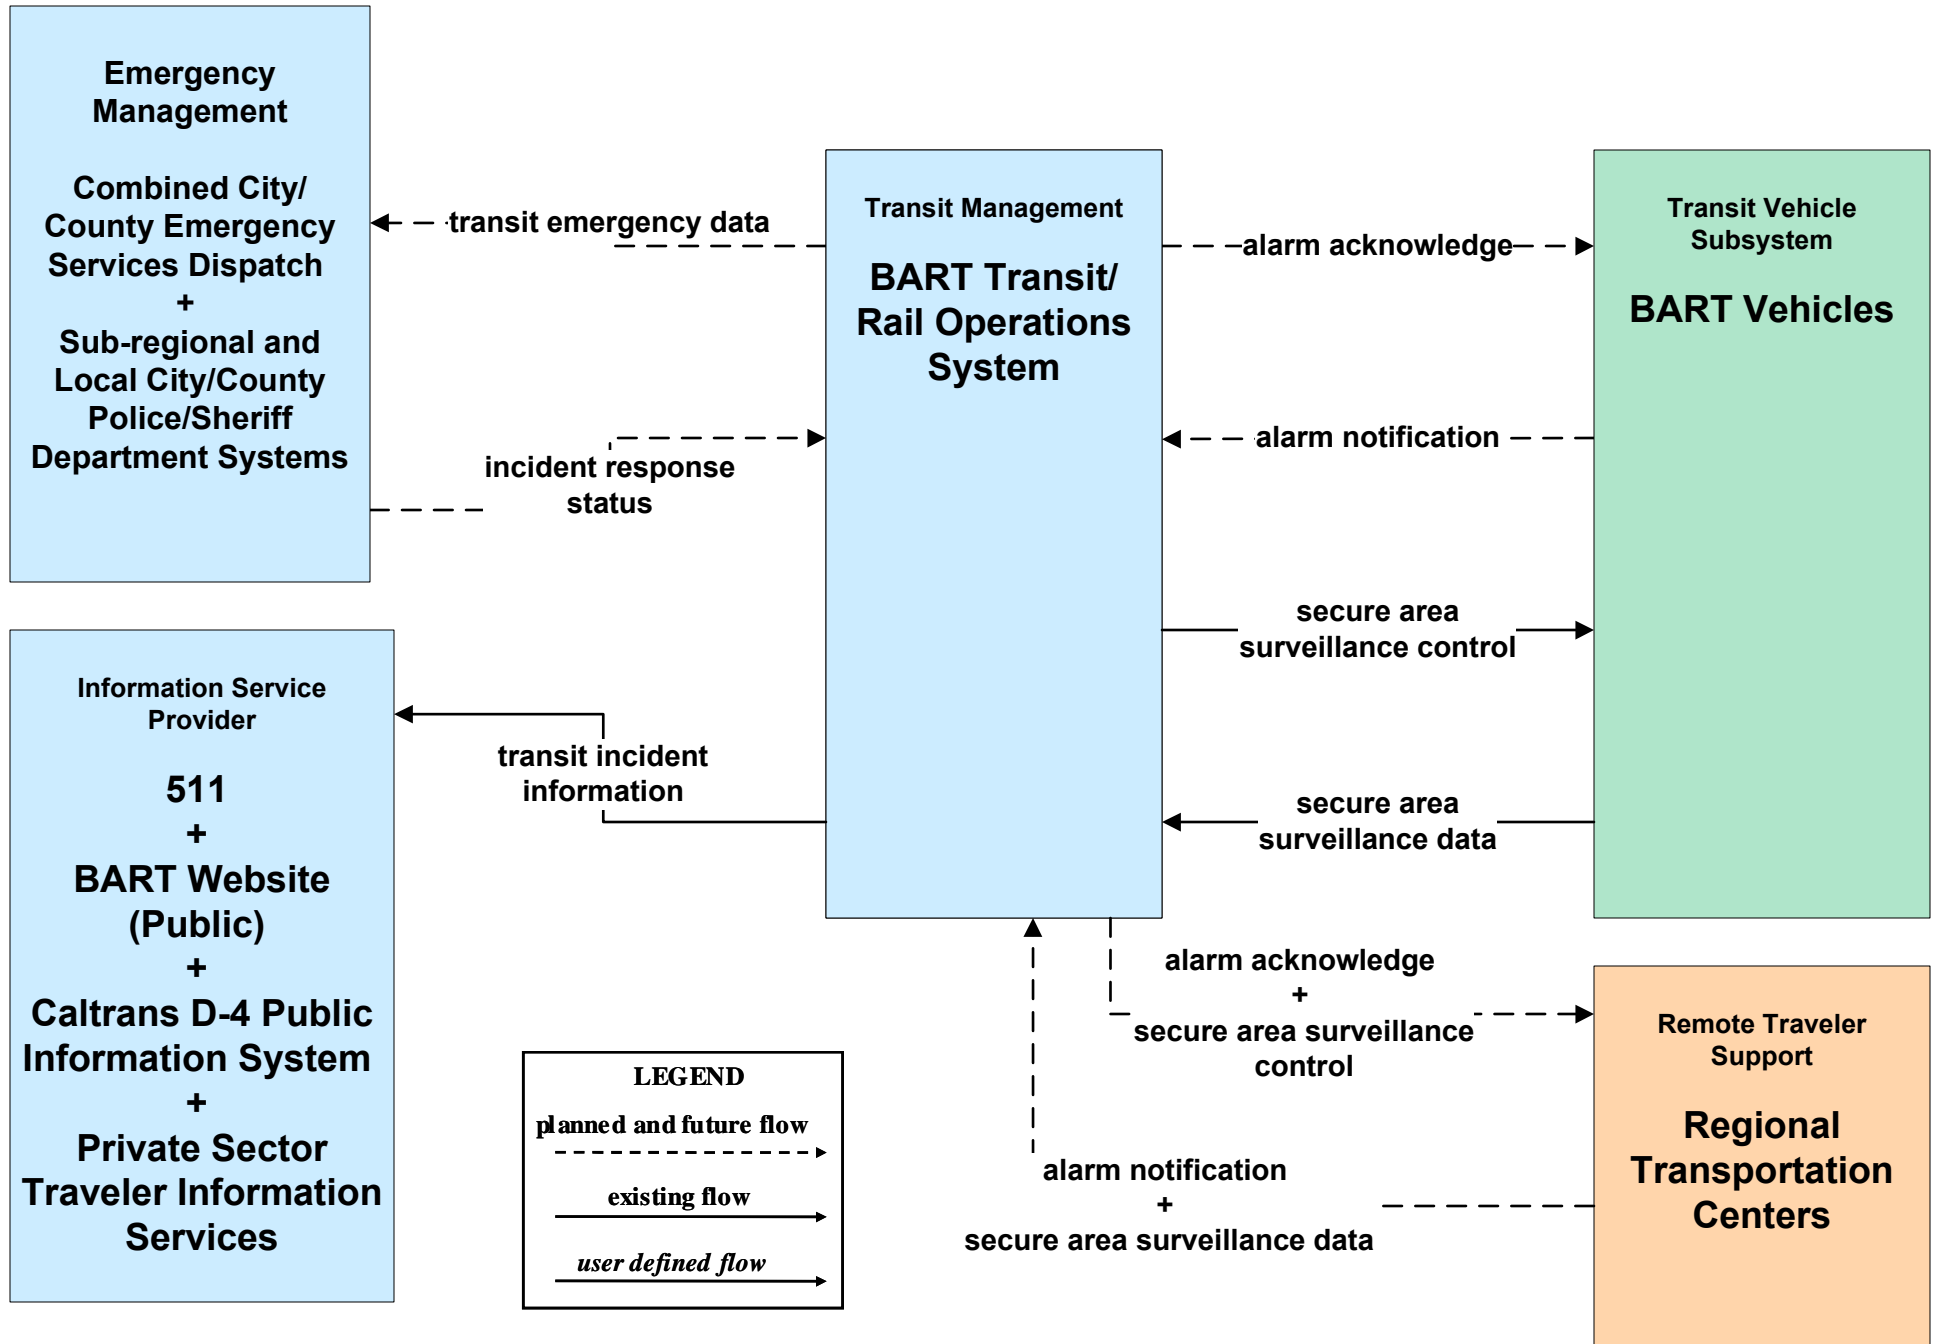 Emergency
Management
Combined City/
County Emergency
Services Dispatch
+
Sub-regional and
Local City/County
Police/Sheriff
Department Systems
transit emergency data
incident response
status
Transit Management
BART Transit/
Rail Operations
System
alarm acknowledge
alarm notification
secure area
surveillance control
secure area
surveillance data
Transit Vehicle
Subsystem
BART Vehicles
Information Service
Provider
511
+
BART Website
(Public)
+
Caltrans D-4 Public
Information System
+
Private Sector
Traveler Information
Services
transit incident
information
alarm acknowledge
+
secure area surveillance
control
alarm notification
+
secure area surveillance data
Remote Traveler
Support
Regional
Transportation
Centers
LEGEND
planned and future flow
existing flow
user defined flow